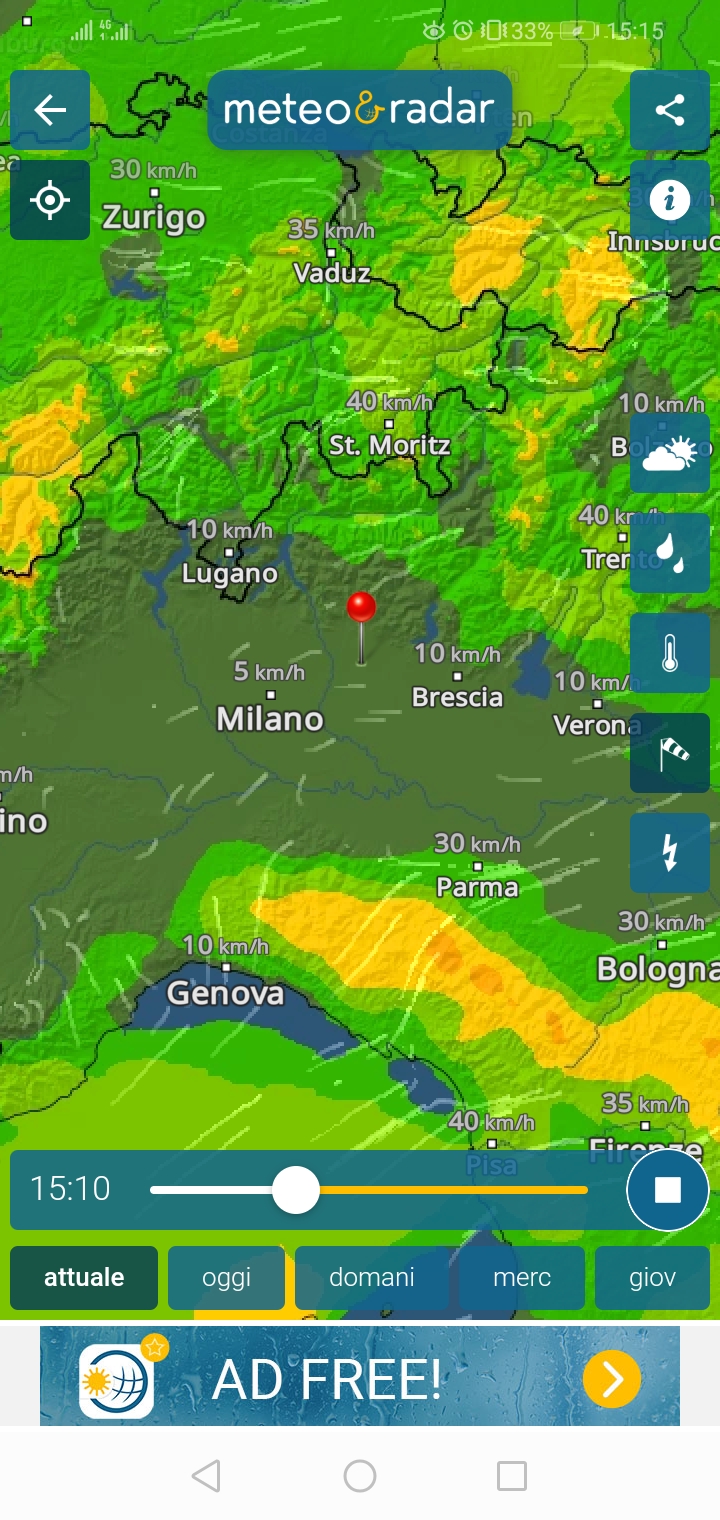 4G 33% 15:15
meteo&radar
Costanza
30 km/h
Zurigo
35 km/h
Vaduz
40 km/h
St. Moritz
10 km/h
10 km/h
Lugano
40 km/h
Trento
5 km/h
Milano
10 km/h
Brescia
10 km/h
Verona
m/h
ino
30 km/h
Parma
10 km/h
Genova
30 km/h
Bologna
35 km/h
Firenze
40 km/h
Pisa
15:10
attuale oggi domani merc giov
AD FREE!